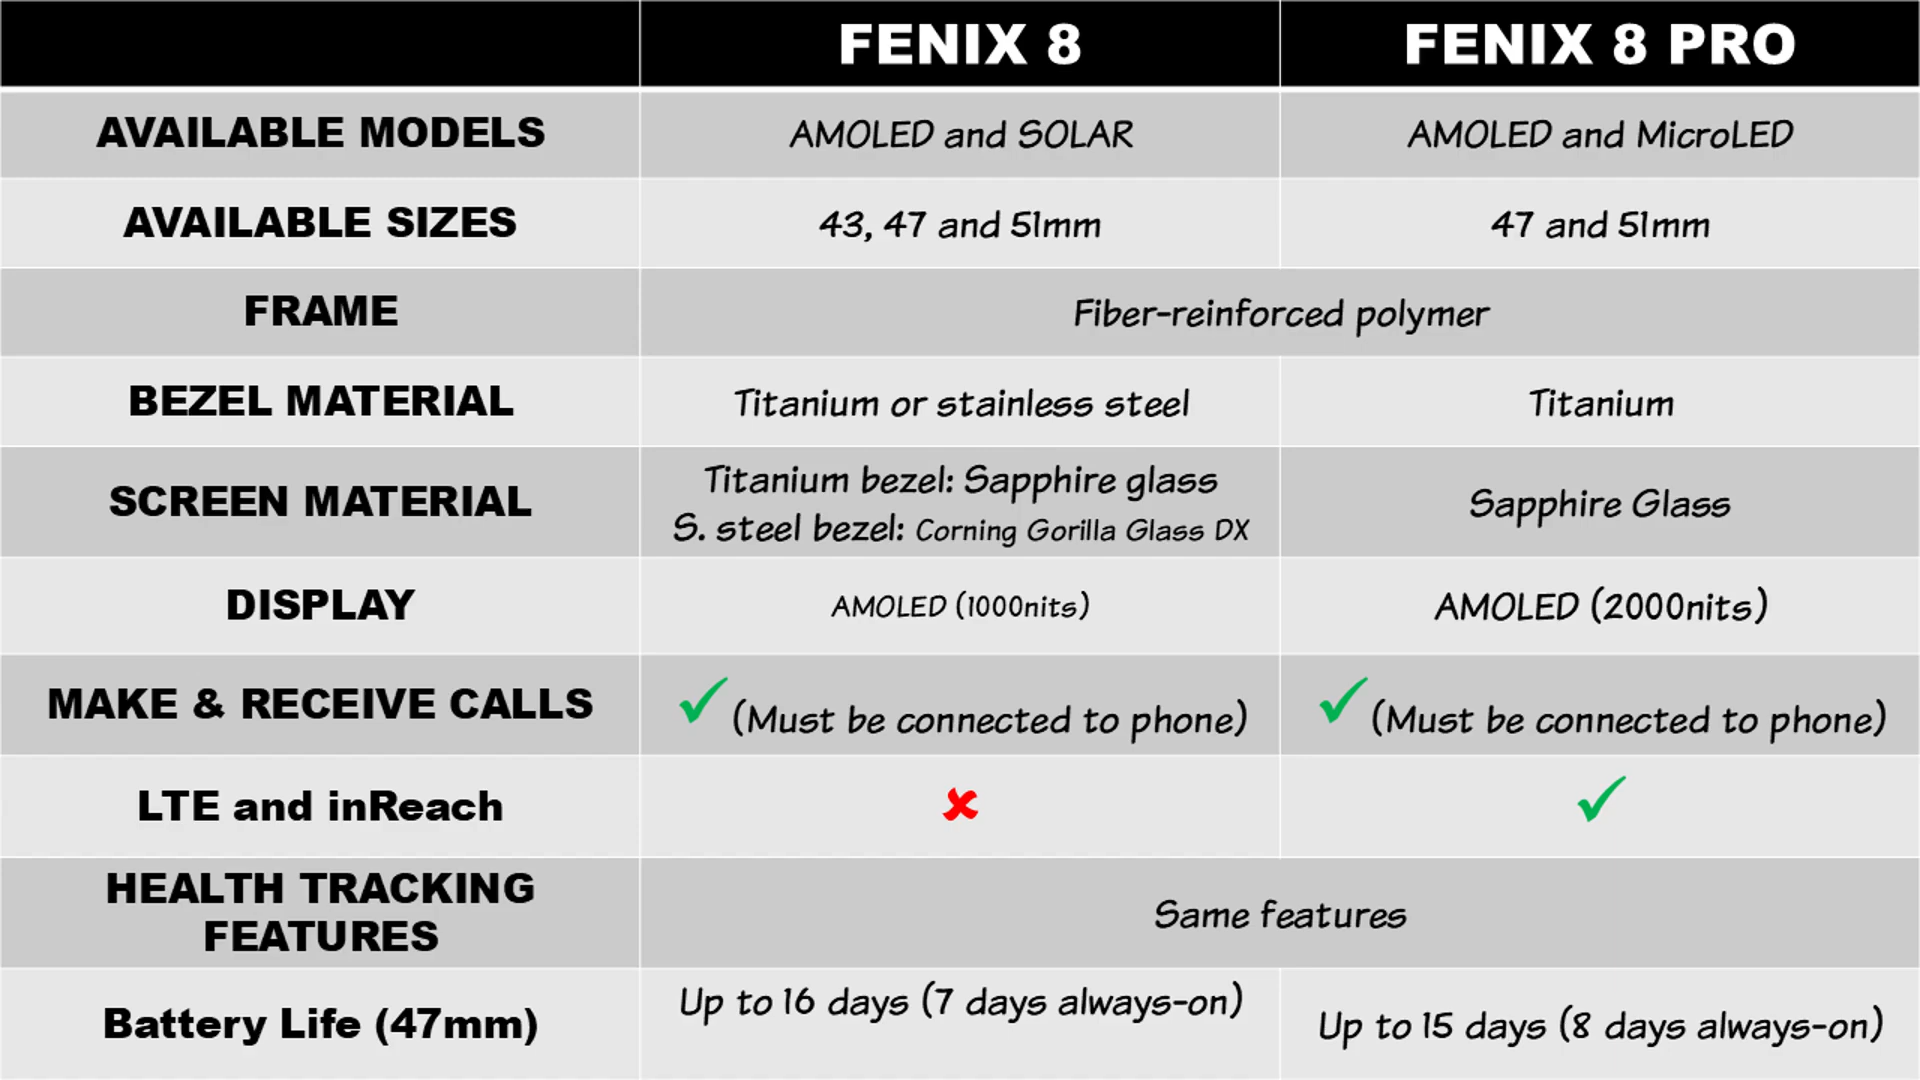 FENIX 8
FENIX 8 PRO
AVAILABLE MODELS
AMOLED and SOLAR
AMOLED and MicroLED
AVAILABLE SIZES
43, 47 and 51mm
47 and 51mm
FRAME
Fiber-reinforced polymer
BEZEL MATERIAL
Titanium or stainless steel
Titanium
SCREEN MATERIAL
Titanium bezel: Sapphire glass
S. steel bezel: Corning Gorilla Glass DX
Sapphire Glass
DISPLAY
AMOLED (1000nits)
AMOLED (2000nits)
MAKE & RECEIVE CALLS
✓ (Must be connected to phone)
✓ (Must be connected to phone)
LTE and inReach
✘
✓
HEALTH TRACKING
FEATURES
Same features
Battery Life (47mm)
Up to 16 days (7 days always-on)
Up to 15 days (8 days always-on)